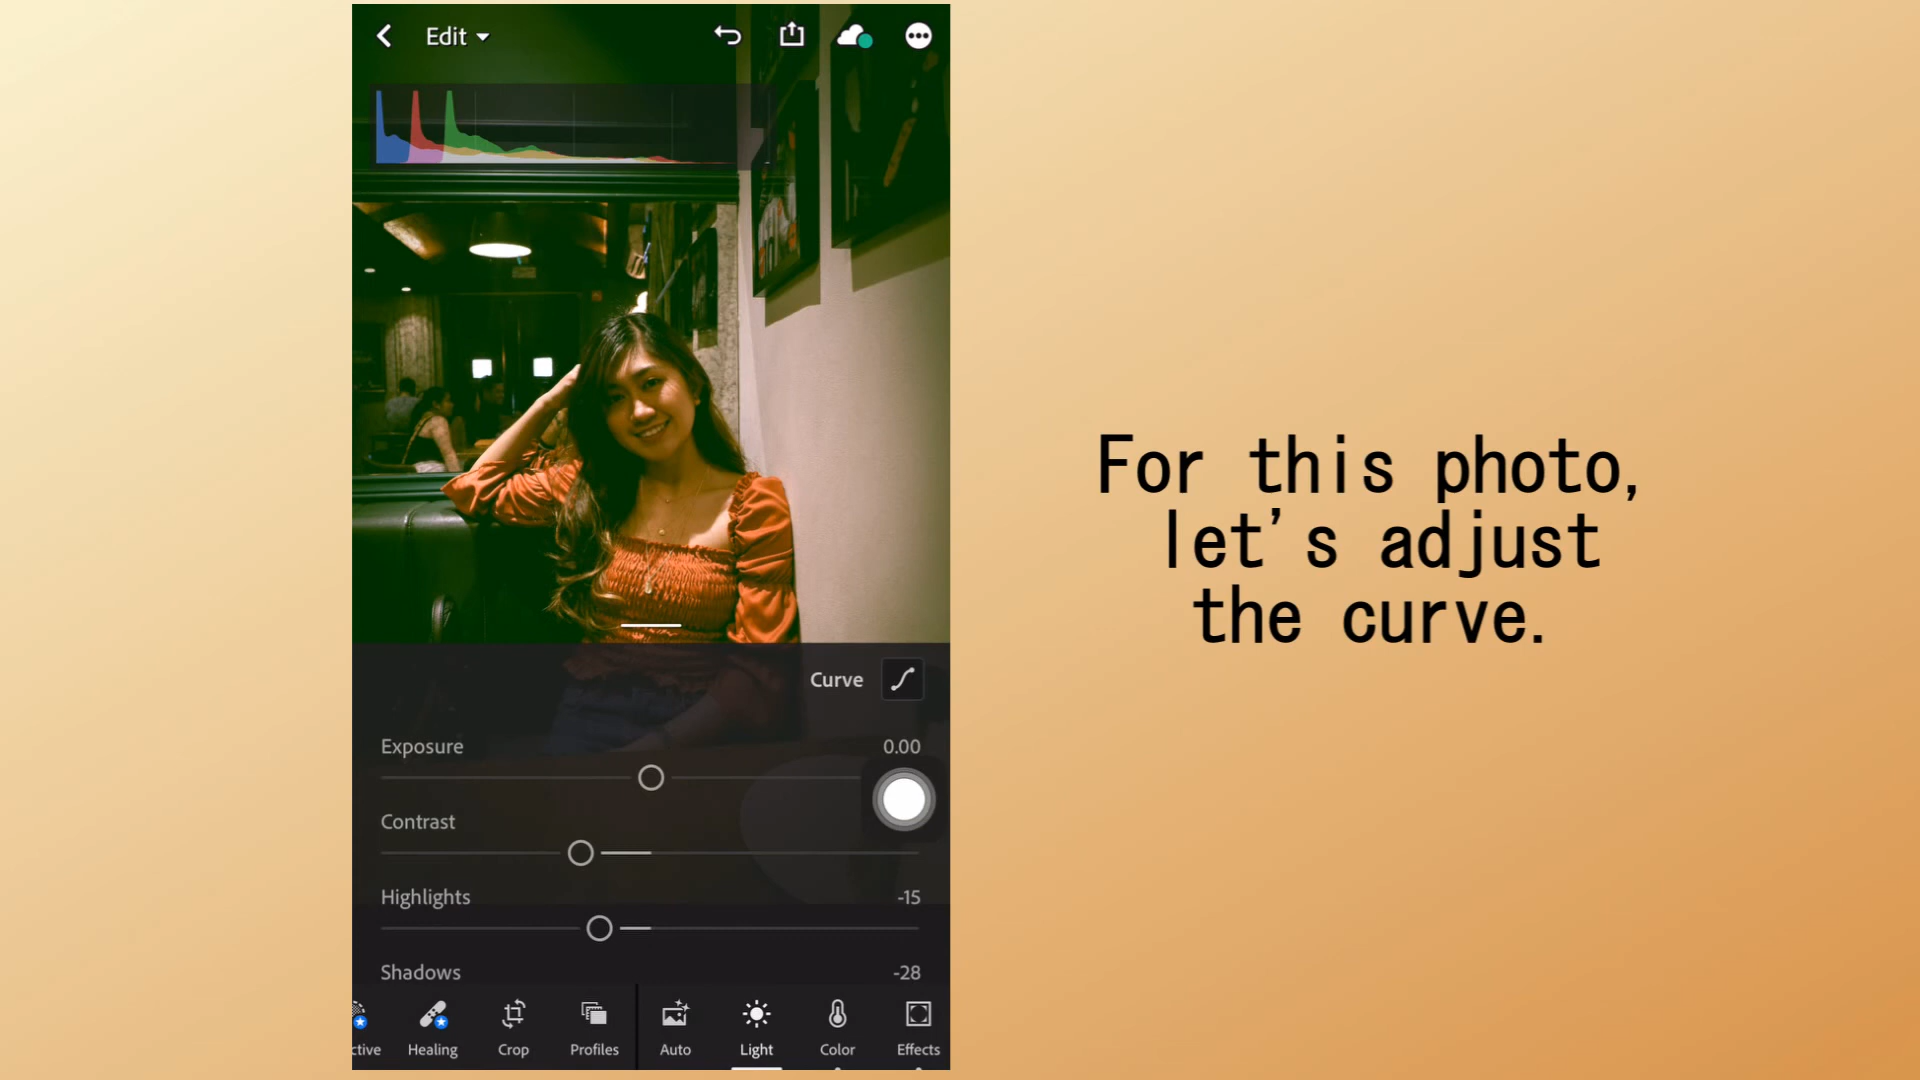 Edit
Curve
Exposure 0.00
Contrast
Highlights -15
Shadows -28
ctive Healing Crop Profiles Auto Light Color Effects
For this photo,
let's adjust
the curve.